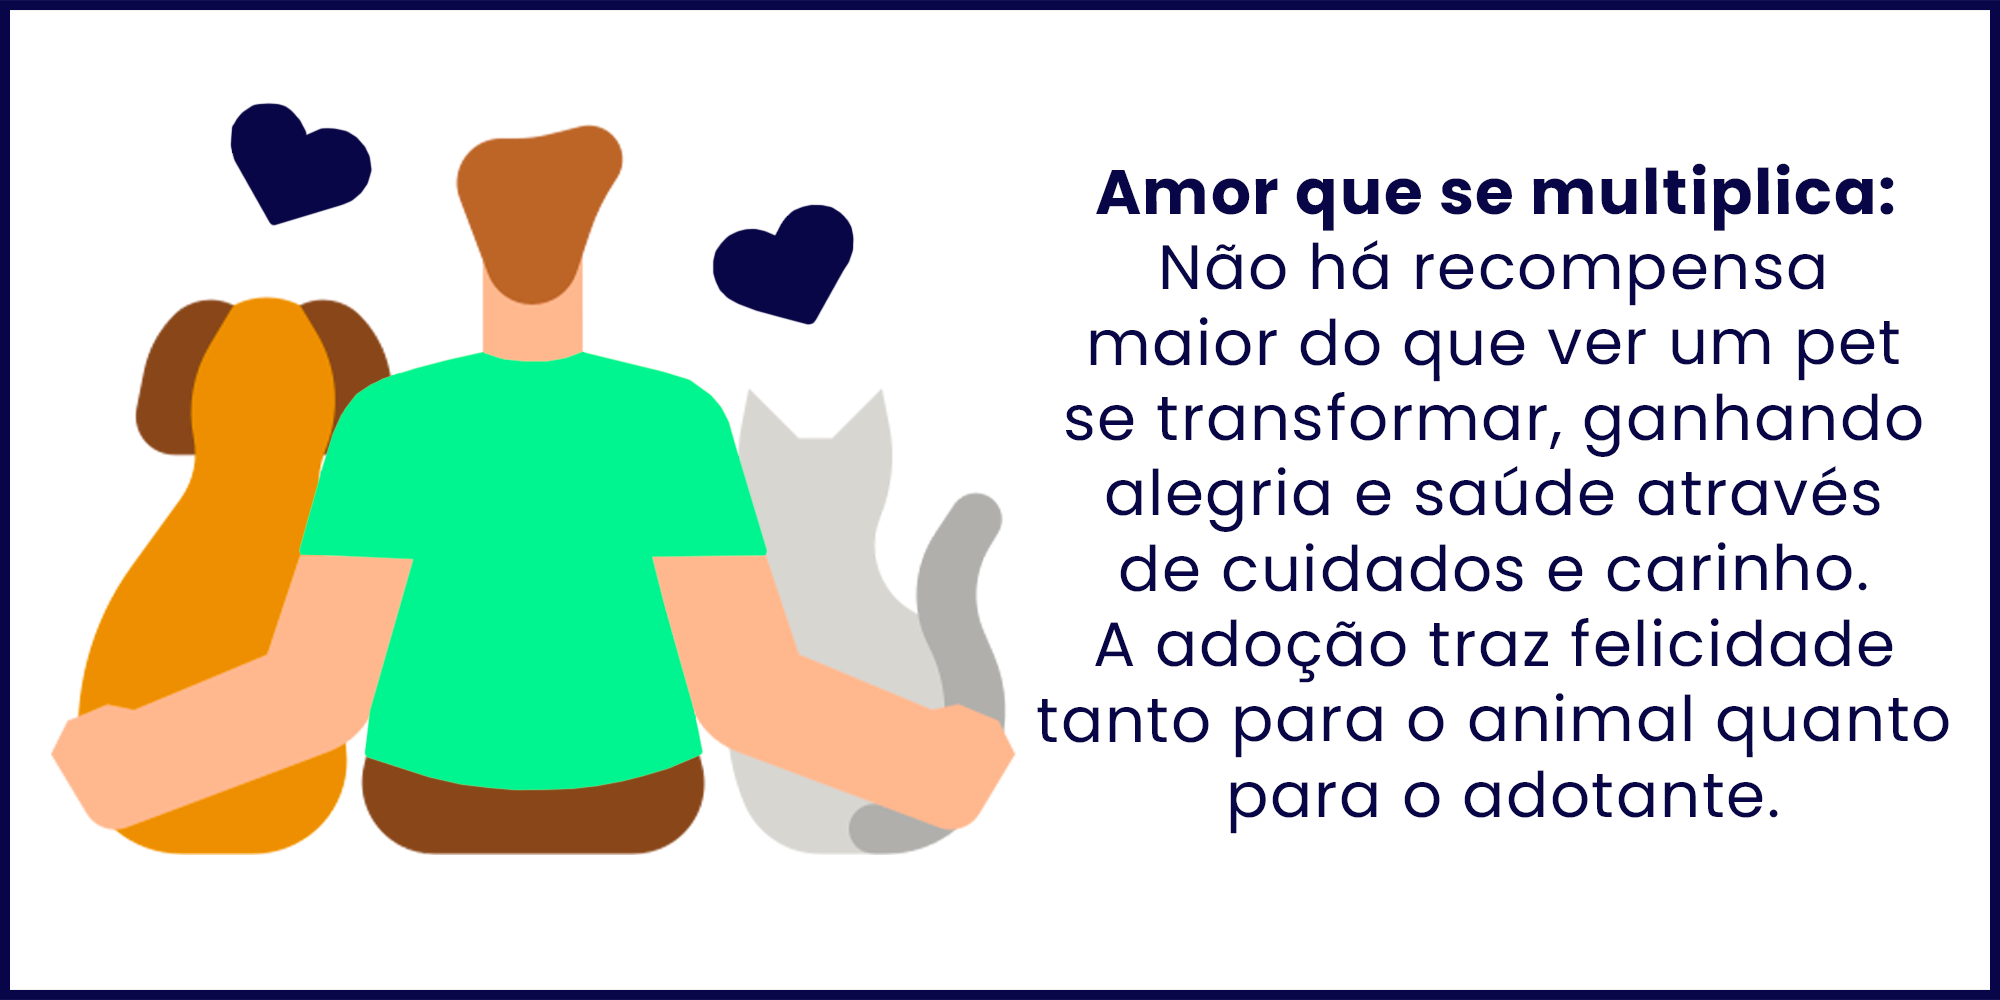 Amor que se multiplica:
Não há recompensa
maior do que ver um pet
se transformar, ganhando
alegria e saúde através
de cuidados e carinho.
A adoção traz felicidade
tanto para o animal quanto
para o adotante.